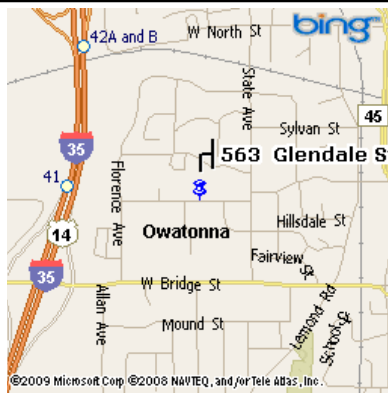 bing
42A and B
W North St
State Ave
45
Sylvan St
35
563 Glendale S
41
Florence Ave
14
Hillsdale St
Owatonna
Fairview St
35
W Bridge St
Allan Ave
Mound St
Lemond Rd
School St
©2009 Microsoft Corp ©2008 NAVTEQ, and/or Tele Atlas, Inc.